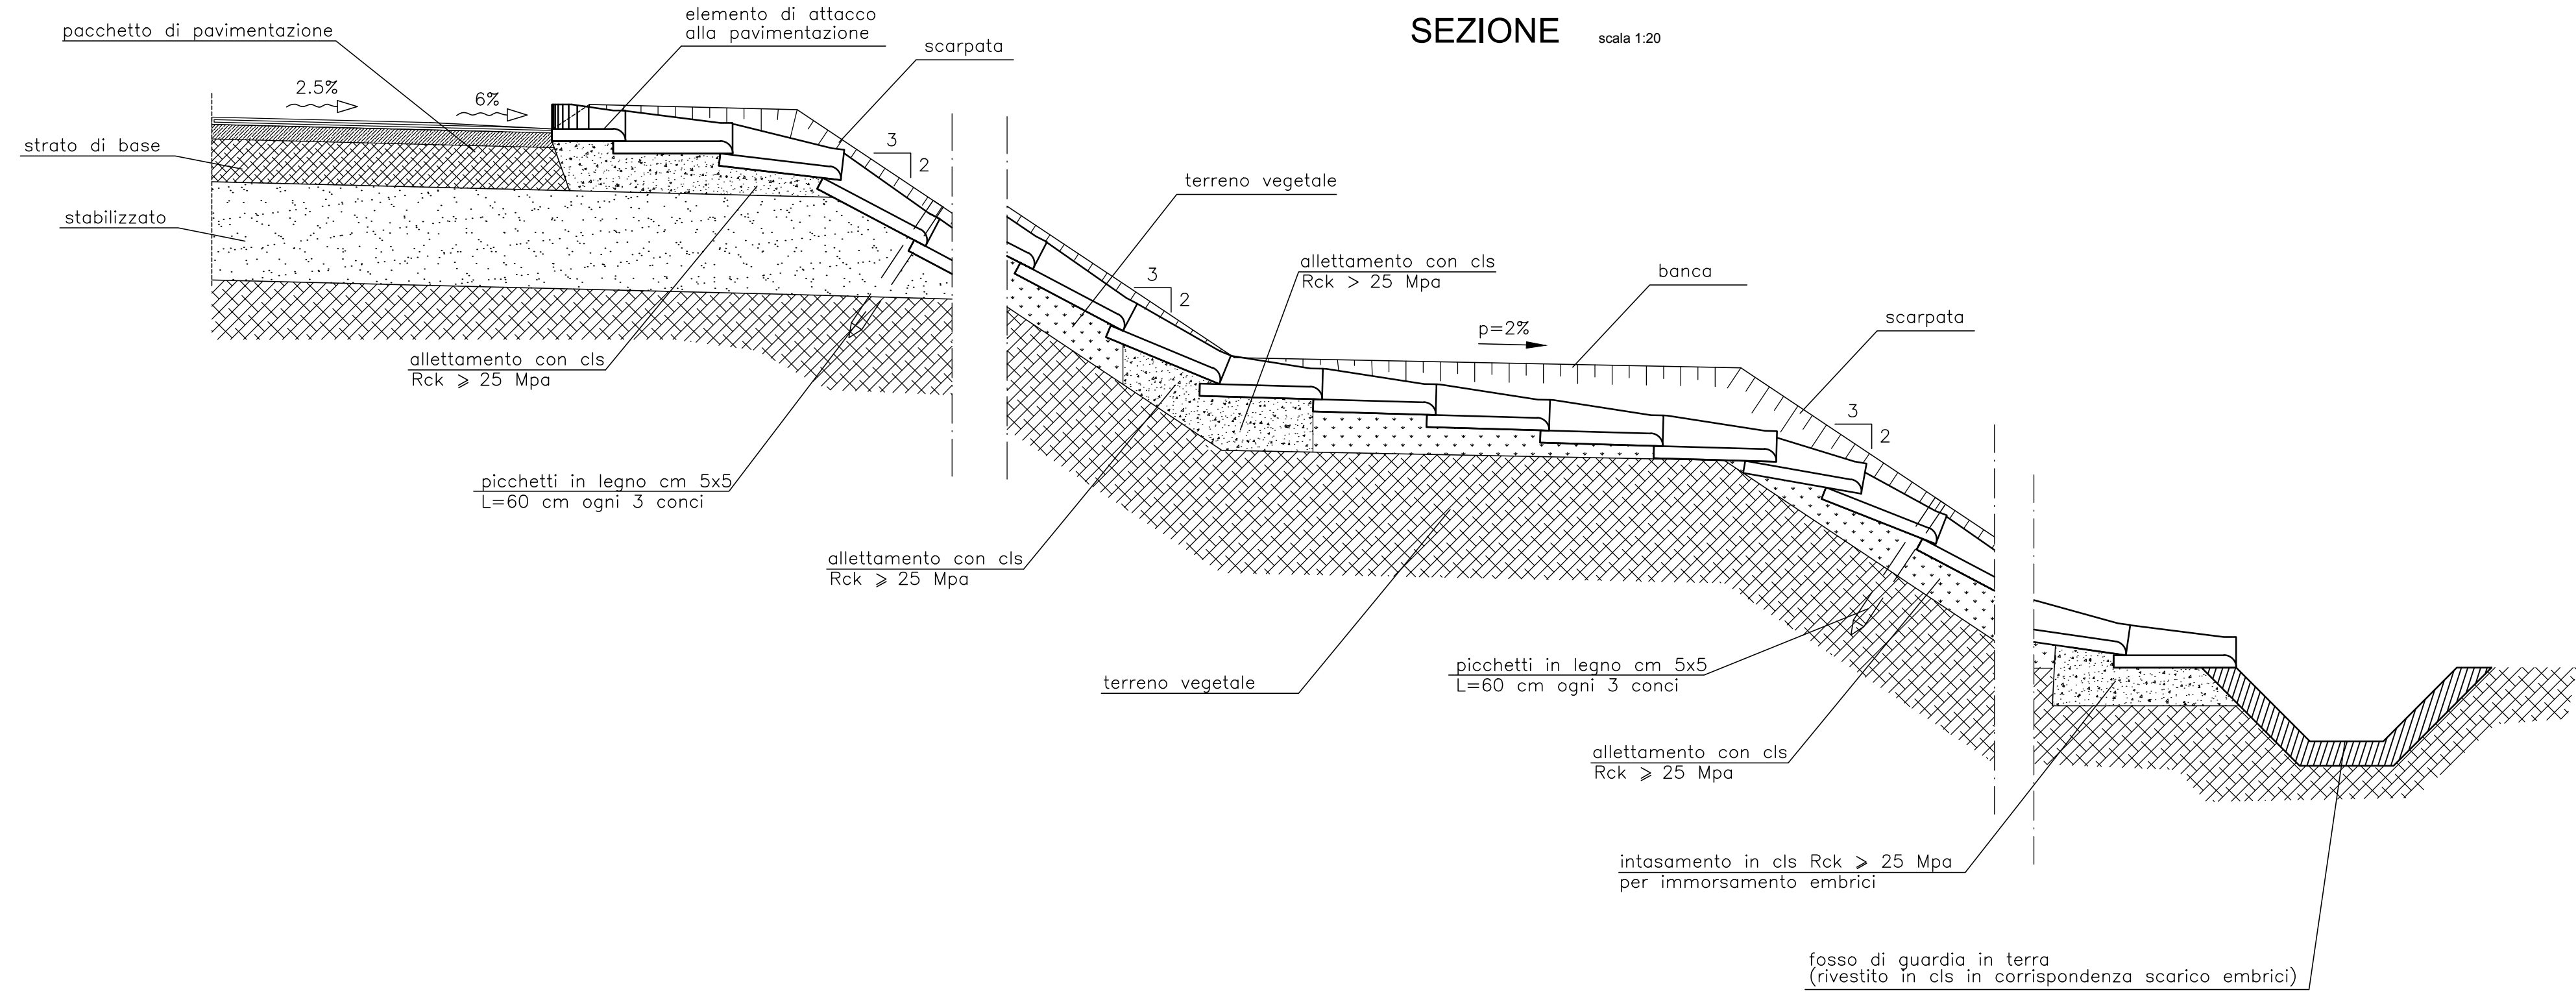 SEZIONE scala 1:20
elemento di attacco
alla pavimentazione
pacchetto di pavimentazione
scarpata
2.5%
6%
strato di base
3
2
stabilizzato
terreno vegetale
allettamento con cls
Rck > 25 Mpa
banca
3
2
scarpata
p=2%
allettamento con cls
Rck ⩾ 25 Mpa
3
2
picchetti in legno cm 5x5
L=60 cm ogni 3 conci
allettamento con cls
Rck ⩾ 25 Mpa
terreno vegetale
picchetti in legno cm 5x5
L=60 cm ogni 3 conci
allettamento con cls
Rck ⩾ 25 Mpa
intasamento in cls Rck ⩾ 25 Mpa
per immorsamento embrici
fosso di guardia in terra
(rivestito in cls in corrispondenza scarico embrici)